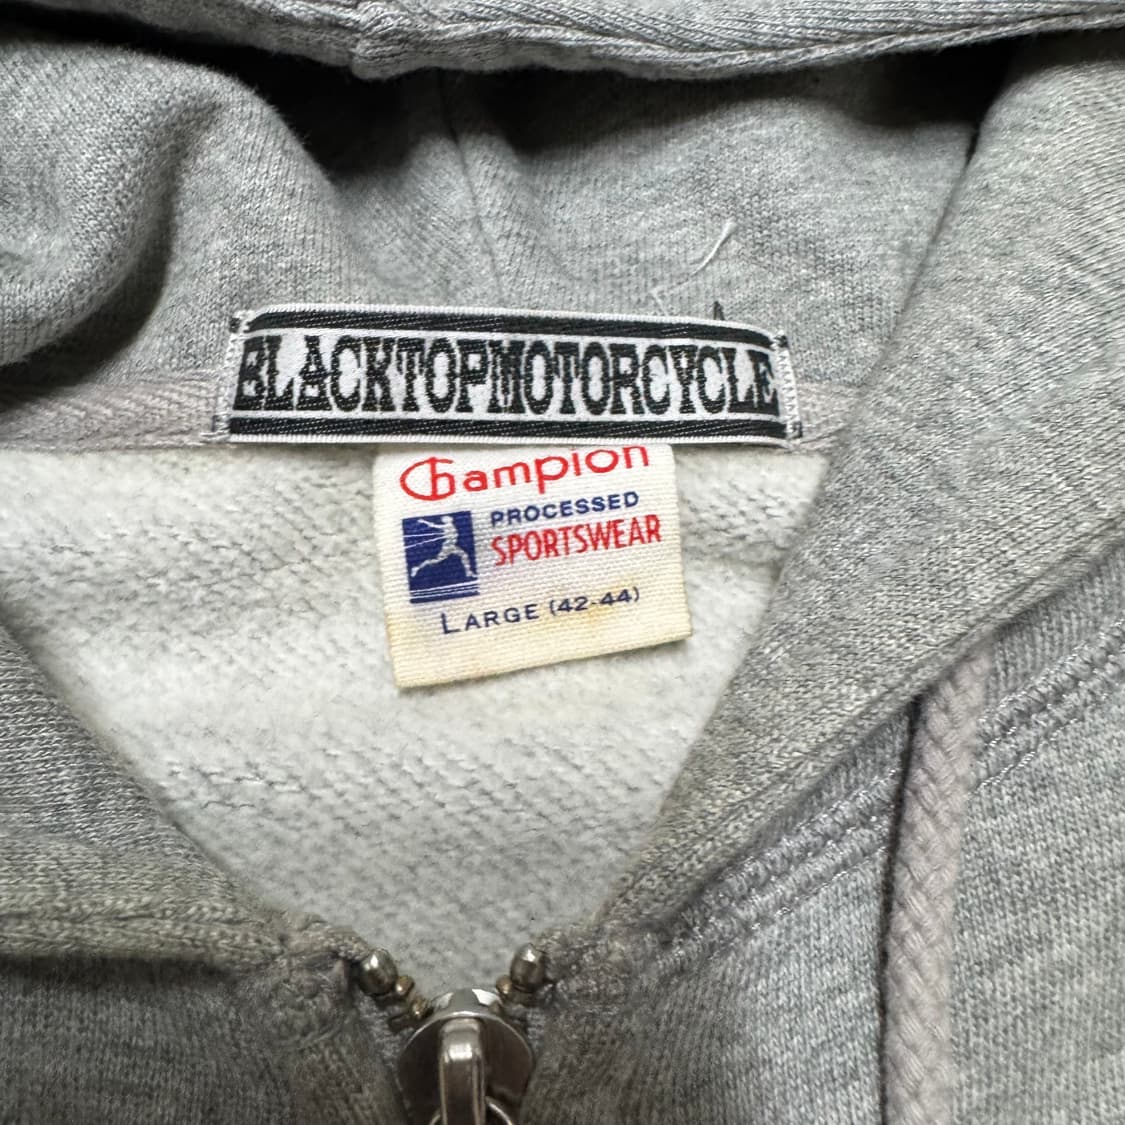 BLACKTOPMOTORCYCLE
Champion
PROCESSED
SPORTSWEAR
LARGE (42-44)